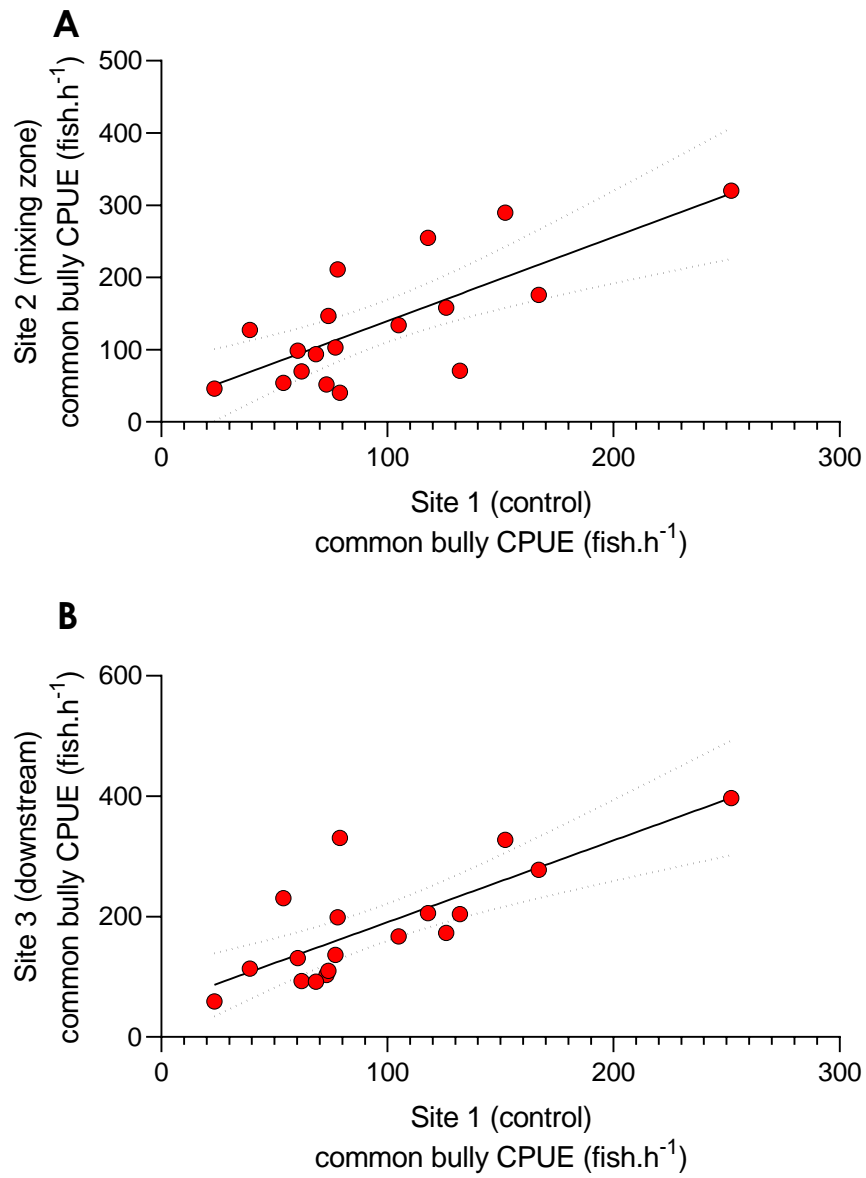 A
Site 2 (mixing zone)
common bully CPUE (fish.h⁻¹)
500
400
300
200
100
0
0 100 200 300
Site 1 (control)
common bully CPUE (fish.h⁻¹)
B
Site 3 (downstream)
common bully CPUE (fish.h⁻¹)
600
400
200
0
0 100 200 300
Site 1 (control)
common bully CPUE (fish.h⁻¹)